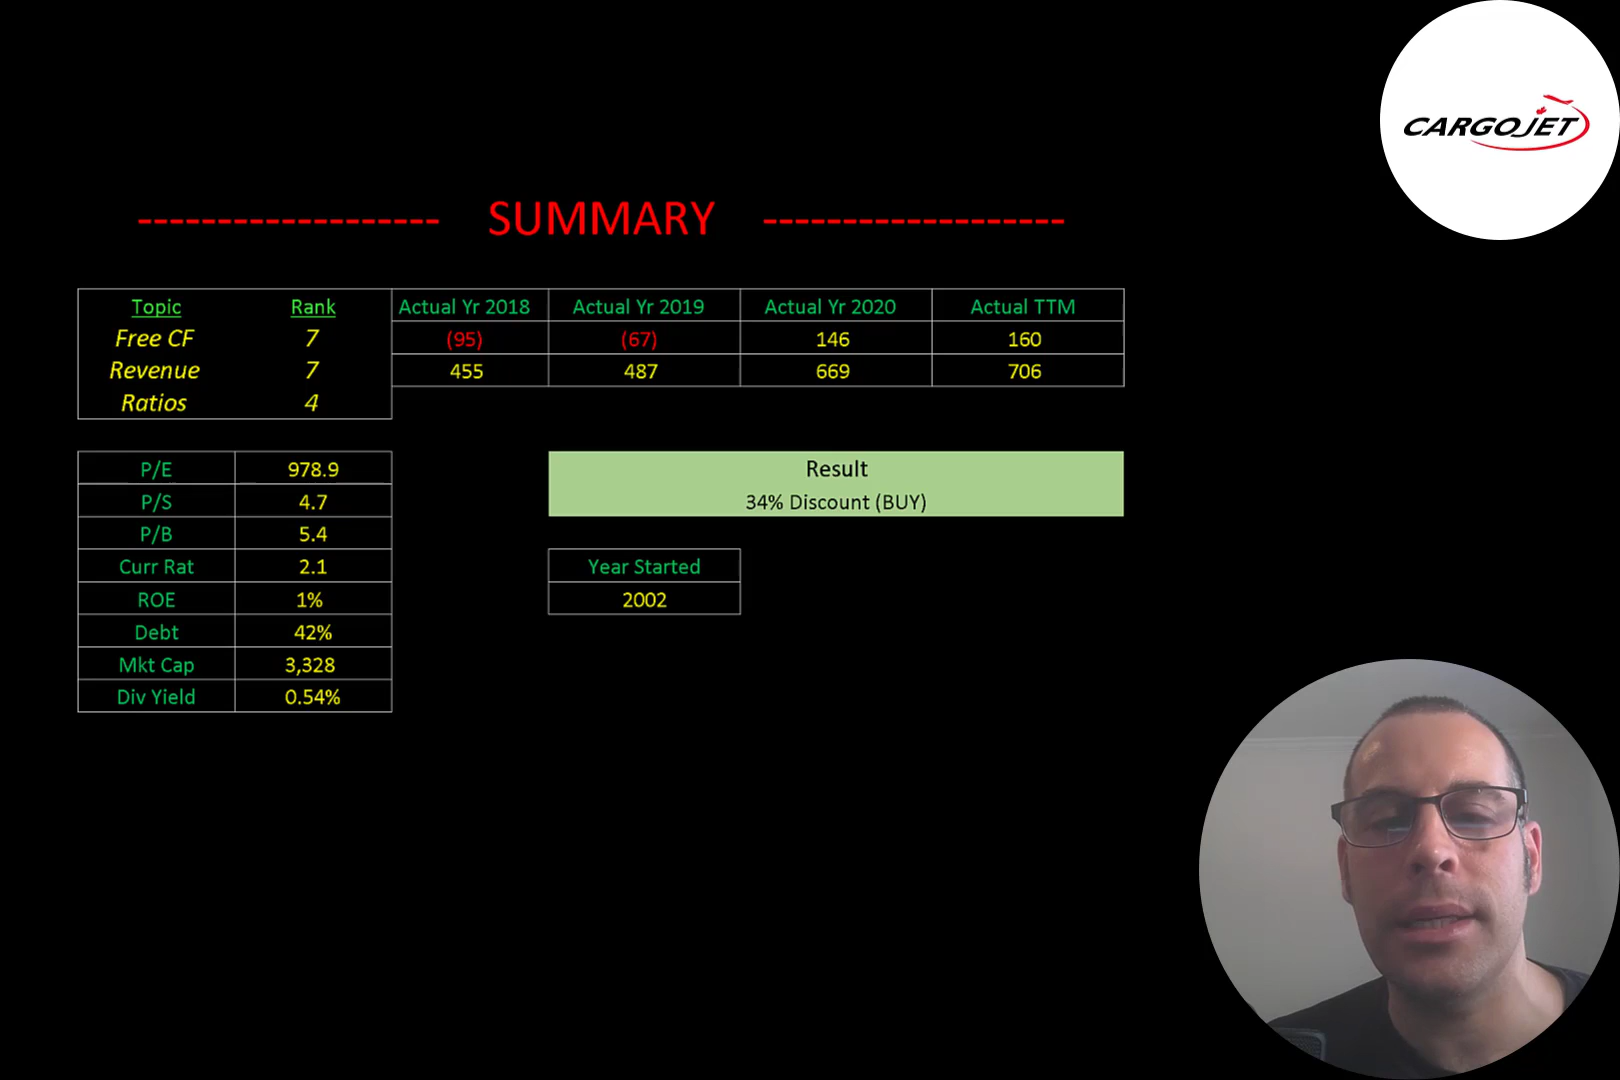 CARGOJET
------------------- SUMMARY -------------------
Topic Rank Actual Yr 2018 Actual Yr 2019 Actual Yr 2020 Actual TTM
Free CF 7 (95) (67) 146 160
Revenue 7 455 487 669 706
Ratios 4
P/E 978.9 Result
P/S 4.7 34% Discount (BUY)
P/B 5.4
Curr Rat 2.1 Year Started
ROE 1% 2002
Debt 42%
Mkt Cap 3,328
Div Yield 0.54%